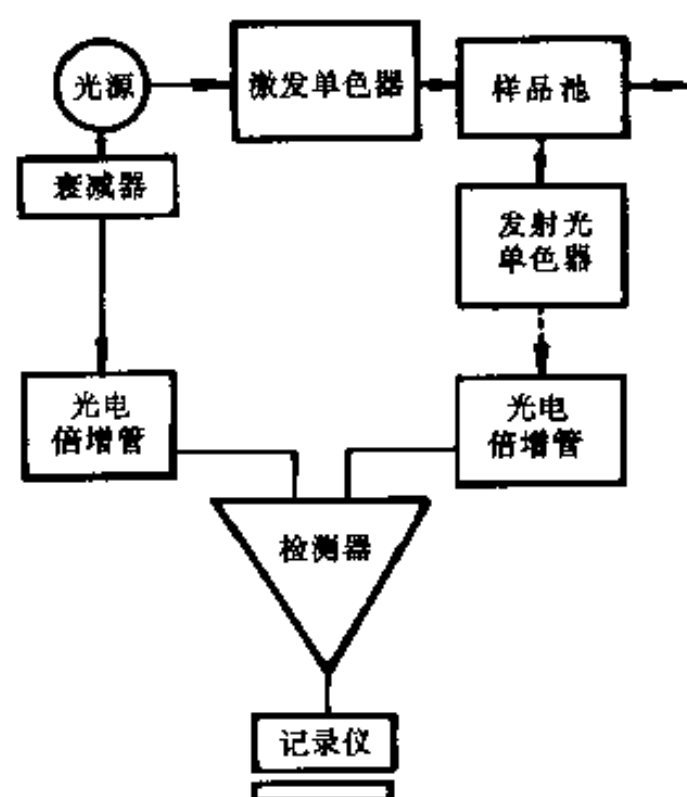 光源
激发单色器
样品池
衰减器
发射光
单色器
光电
倍增管
光电
倍增管
检测器
记录仪